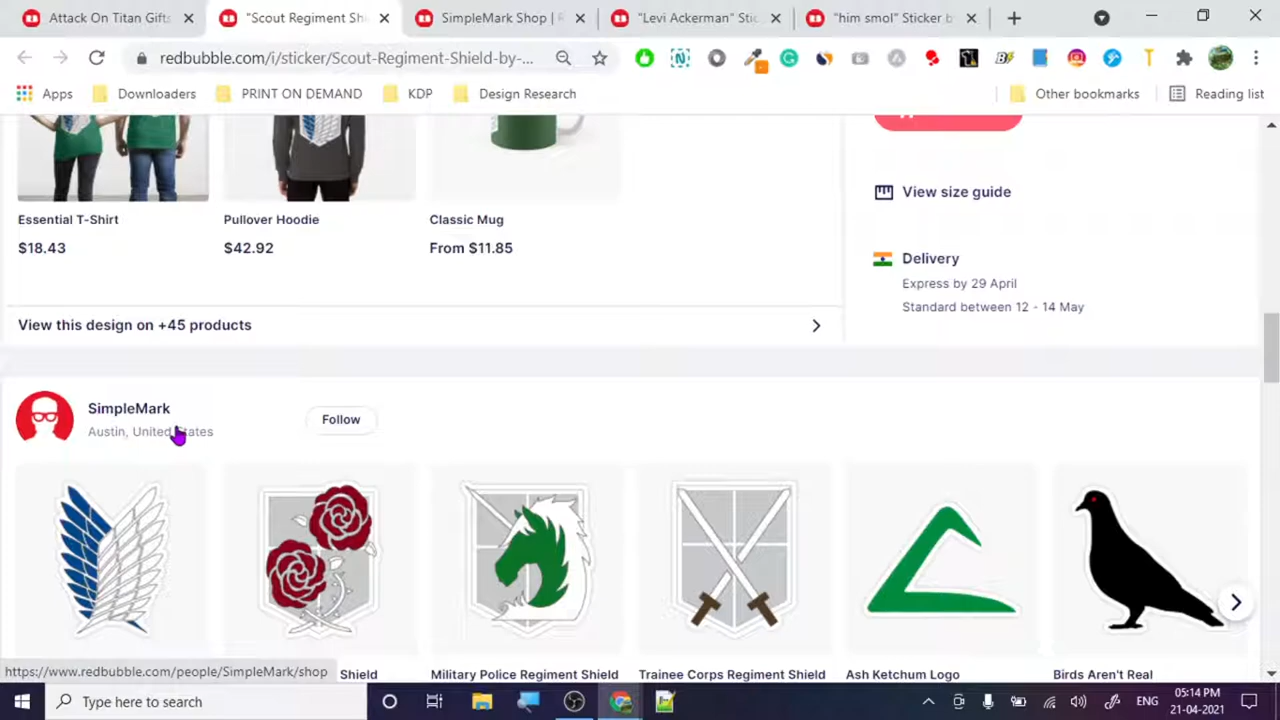 Attack On Titan Gifts
"Scout Regiment Shi
SimpleMark Shop | R
"Levi Ackerman" Stic
"him smol" Sticker b
redbubble.com/i/sticker/Scout-Regiment-Shield-by-...
Apps
Downloaders
PRINT ON DEMAND
KDP
Design Research
Other bookmarks
Reading list
Essential T-Shirt
$18.43
Pullover Hoodie
$42.92
Classic Mug
From $11.85
View size guide
Delivery
Express by 29 April
Standard between 12 - 14 May
View this design on +45 products
SimpleMark
Austin, United States
Follow
https://www.redbubble.com/people/SimpleMark/shop
Shield
Military Police Regiment Shield
Trainee Corps Regiment Shield
Ash Ketchum Logo
Birds Aren't Real
Type here to search
ENG
05:14 PM
21-04-2021